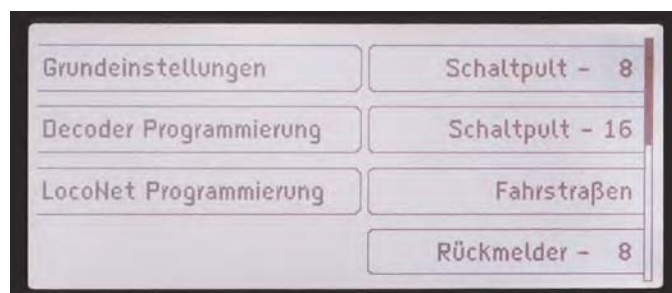 Grundeinstellungen Schaltpult - 8
Decoder Programmierung Schaltpult - 16
LocoNet Programmierung Fahrstraßen
Rückmelder - 8